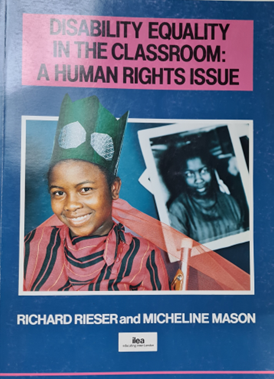 DISABILITY EQUALITY
IN THE CLASSROOM:
A HUMAN RIGHTS ISSUE
RICHARD RIESER and MICHELINE MASON
ilea